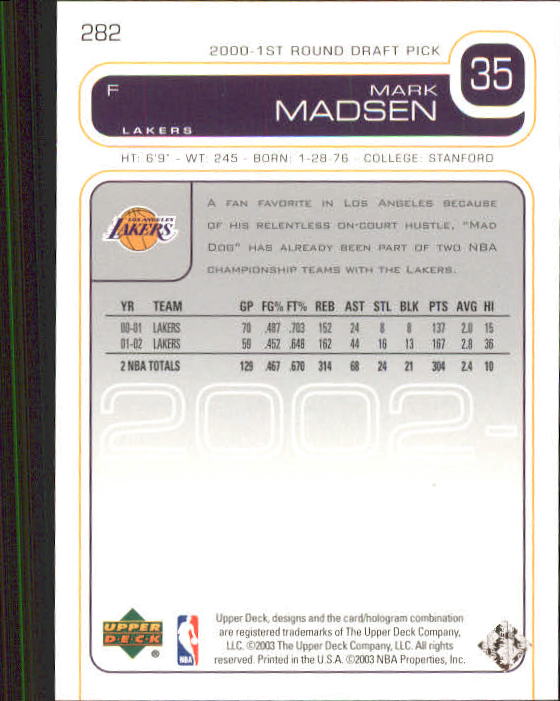 282
2000-1ST ROUND DRAFT PICK
35
F
MARK
MADSEN
LAKERS
HT: 6'9" - WT: 245 - BORN: 1-28-76 - COLLEGE: STANFORD
LOS ANGELES
LAKERS
A FAN FAVORITE IN LOS ANGELES BECAUSE
OF HIS RELENTLESS ON-COURT HUSTLE, "MAD
DOG" HAS ALREADY BEEN PART OF TWO NBA
CHAMPIONSHIP TEAMS WITH THE LAKERS.
YR TEAM GP FG% FT% REB AST STL BLK PTS AVG HI
00-01 LAKERS 70 .487 .703 152 24 8 8 137 2.0 15
01-02 LAKERS 59 .452 .648 162 44 16 13 167 2.8 36
2 NBA TOTALS 129 .467 .670 314 68 24 21 304 2.4 10
2002-
UPPER
DECK
®
NBA
Upper Deck, designs and the card/hologram combination
are registered trademarks of The Upper Deck Company,
LLC. ©2003 The Upper Deck Company, LLC. All rights
reserved. Printed in the U.S.A. ©2003 NBA Properties, Inc.